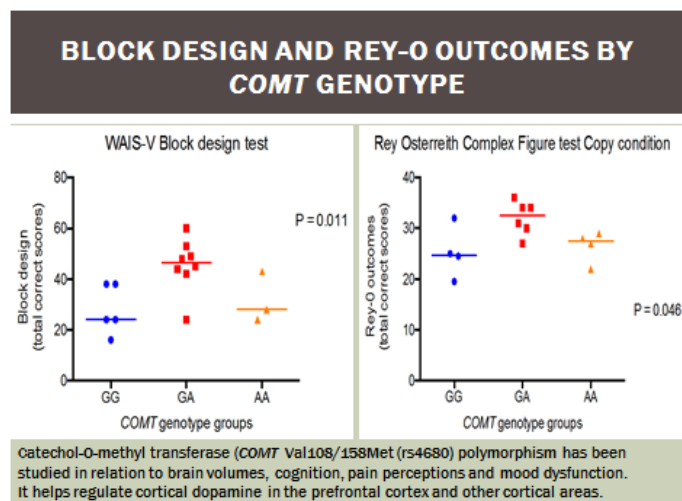 BLOCK DESIGN AND REY-O OUTCOMES BY
COMT GENOTYPE
WAIS-V Block design test
80
60
40
20
0
Block design
(total correct scores)
P = 0.011
GG
GA
AA
COMT genotype groups
Rey Osterreith Complex Figure test Copy condition
40
30
20
10
0
Rey-O outcomes
(total correct scores)
P = 0.046
GG
GA
AA
COMT genotype groups
Catechol-O-methyl transferase (COMT Val108/158Met (rs4680) polymorphism has been
studied in relation to brain volumes, cognition, pain perceptions and mood dysfunction.
It helps regulate cortical dopamine in the prefrontal cortex and other cortical areas.